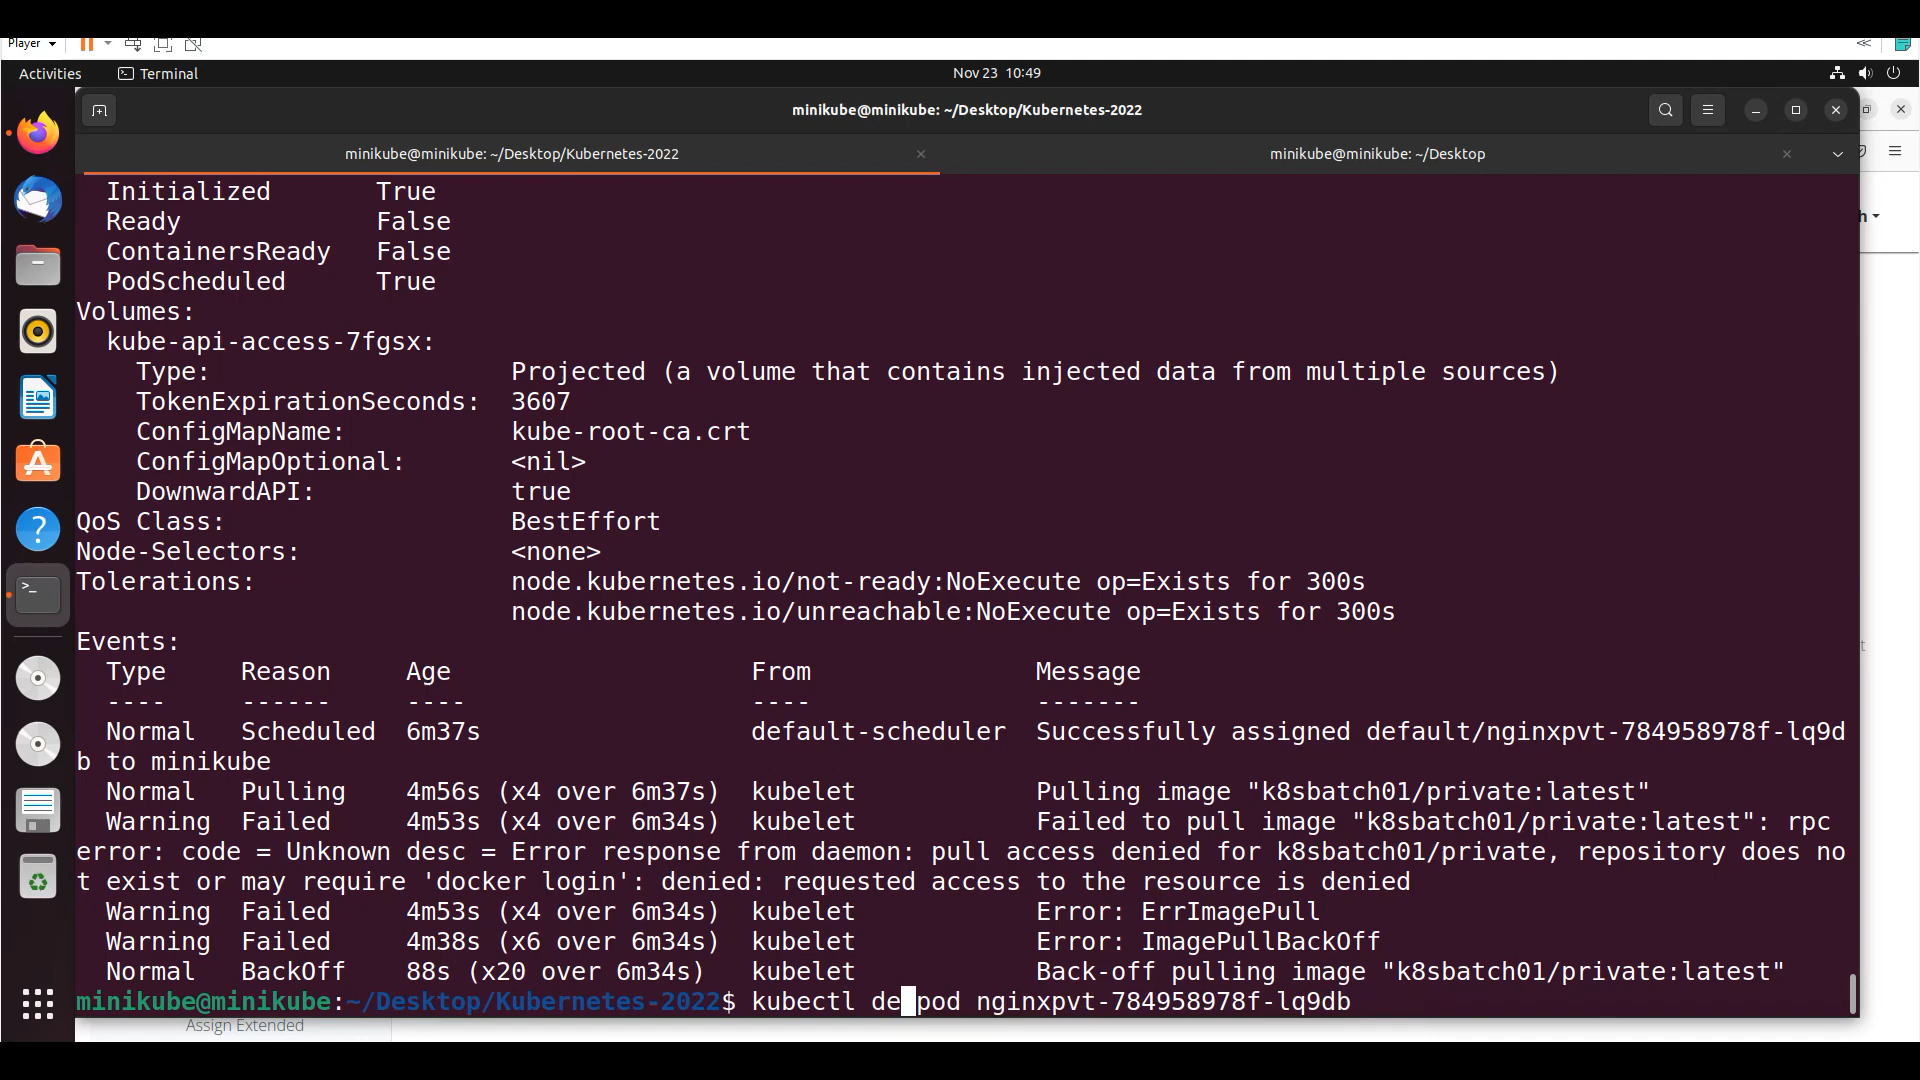 Player
Activities
Terminal
Nov 23 10:49
minikube@minikube: ~/Desktop/Kubernetes-2022
minikube@minikube: ~/Desktop/Kubernetes-2022
minikube@minikube: ~/Desktop
Initialized True
Ready False
ContainersReady False
PodScheduled True
Volumes:
kube-api-access-7fgsx:
Type: Projected (a volume that contains injected data from multiple sources)
TokenExpirationSeconds: 3607
ConfigMapName: kube-root-ca.crt
ConfigMapOptional: <nil>
DownwardAPI: true
QoS Class: BestEffort
Node-Selectors: <none>
Tolerations: node.kubernetes.io/not-ready:NoExecute op=Exists for 300s
node.kubernetes.io/unreachable:NoExecute op=Exists for 300s
Events:
Type Reason Age From Message
---- ------ ---- ---- -------
Normal Scheduled 6m37s default-scheduler Successfully assigned default/nginxpvt-784958978f-lq9d
b to minikube
Normal Pulling 4m56s (x4 over 6m37s) kubelet Pulling image "k8sbatch01/private:latest"
Warning Failed 4m53s (x4 over 6m34s) kubelet Failed to pull image "k8sbatch01/private:latest": rpc
error: code = Unknown desc = Error response from daemon: pull access denied for k8sbatch01/private, repository does no
t exist or may require 'docker login': denied: requested access to the resource is denied
Warning Failed 4m53s (x4 over 6m34s) kubelet Error: ErrImagePull
Warning Failed 4m38s (x6 over 6m34s) kubelet Error: ImagePullBackOff
Normal BackOff 88s (x20 over 6m34s) kubelet Back-off pulling image "k8sbatch01/private:latest"
minikube@minikube:~/Desktop/Kubernetes-2022$ kubectl de pod nginxpvt-784958978f-lq9db
Assign Extended